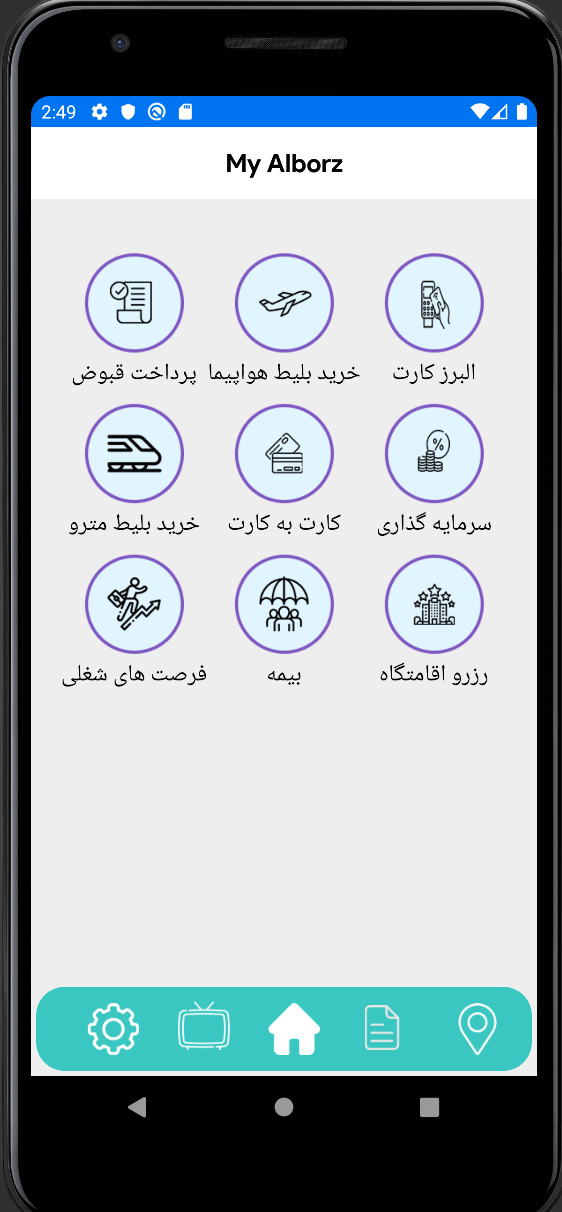 2:49
My Alborz
البرز کارت
خرید بلیط هواپیما
پرداخت قبوض
%
سرمایه گذاری
کارت به کارت
خرید بلیط مترو
رزرو اقامتگاه
بیمه
فرصت های شغلی